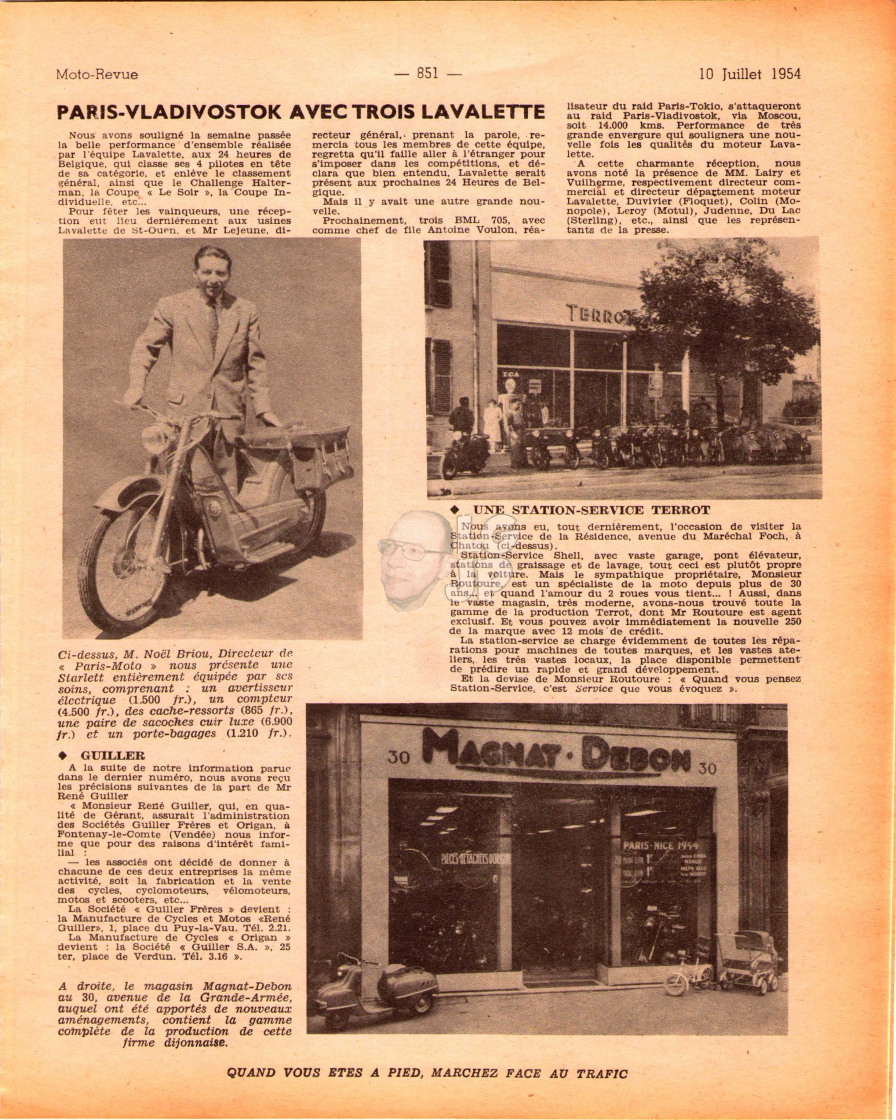 Moto-Revue
— 851 —
10 Juillet 1954
PARIS-VLADIVOSTOK AVEC TROIS LAVALETTE
Nous avons souligné la semaine passée
la belle performance d'ensemble réalisée
par l'équipe Lavalette, aux 24 heures de
Belgique, qui classe ses 4 pilotes en tête
de sa catégorie, et enlève le classement
général, ainsi que le Challenge Halter-
man, la Coupe « Le Soir », la Coupe In-
dividuelle, etc...
Pour fêter les vainqueurs, une récep-
tion eut lieu dernièrement aux usines
Lavalette de St-Ouen, et Mr Lejeune, di-
recteur général, prenant la parole, re-
mercia tous les membres de cette équipe,
regretta qu'il faille aller à l'étranger pour
s'imposer dans les compétitions, et dé-
clara que bien entendu, Lavalette serait
présent aux prochaines 24 Heures de Bel-
gique.
Mais il y avait une autre grande nou-
velle.
Prochainement, trois BML 705, avec
comme chef de file Antoine Voulon, réa-
lisateur du raid Paris-Tokio, s'attaqueront
au raid Paris-Vladivostok, via Moscou,
soit 14.000 kms. Performance de très
grande envergure qui soulignera une nou-
velle fois les qualités du moteur Lava-
lette.
A cette charmante réception, nous
avons noté la présence de MM. Lairy et
Vuilherme, respectivement directeur com-
mercial et directeur département moteur
Lavalette, Duvivier (Floquet), Colin (Mo-
nopole), Leroy (Motul), Judenne, Du Lac
(Sterling), etc., ainsi que les représen-
tants de la presse.
TERROT
◆ UNE STATION-SERVICE TERROT
Nous avons eu, tout dernièrement, l'occasion de visiter la
Station-Service de la Résidence, avenue du Maréchal Foch, à
Chatou (ci-dessus).
Station-Service Shell, avec vaste garage, pont élévateur,
stations de graissage et de lavage, tout ceci est plutôt propre
à la voiture. Mais le sympathique propriétaire, Monsieur
Routoure, est un spécialiste de la moto depuis plus de 30
ans... et quand l'amour du 2 roues vous tient... ! Aussi, dans
le vaste magasin, très moderne, avons-nous trouvé toute la
gamme de la production Terrot, dont Mr Routoure est agent
exclusif. Et vous pouvez avoir immédiatement la nouvelle 250
de la marque avec 12 mois de crédit.
La station-service se charge évidemment de toutes les répa-
rations pour machines de toutes marques, et les vastes ate-
liers, les très vastes locaux, la place disponible permettent
de prédire un rapide et grand développement.
Et la devise de Monsieur Routoure : « Quand vous pensez
Station-Service, c'est Service que vous évoquez ».
Ci-dessus, M. Noël Briou, Directeur de
« Paris-Moto » nous présente une
Starlett entièrement équipée par ses
soins, comprenant : un avertisseur
électrique (1.500 fr.), un compteur
(4.500 fr.), des cache-ressorts (865 fr.),
une paire de sacoches cuir luxe (6.900
fr.) et un porte-bagages (1.210 fr.).
◆ GUILLER
A la suite de notre information parue
dans le dernier numéro, nous avons reçu
les précisions suivantes de la part de Mr
René Guiller
« Monsieur René Guiller, qui, en qua-
lité de Gérant, assurait l'administration
des Sociétés Guiller Frères et Origan, à
Fontenay-le-Comte (Vendée) nous infor-
me que pour des raisons d'intérêt fami-
lial :
— les associés ont décidé de donner à
chacune de ces deux entreprises la même
activité, soit la fabrication et la vente
des cycles, cyclomoteurs, vélomoteurs,
motos et scooters, etc...
La Société « Guiller Frères » devient :
la Manufacture de Cycles et Motos «René
Guiller», 1, place du Puy-la-Vau. Tél. 2.21.
La Manufacture de Cycles « Origan »
devient : la Société « Guiller S.A. », 25
ter, place de Verdun. Tél. 3.16 ».
A droite, le magasin Magnat-Debon
au 30, avenue de la Grande-Armée,
auquel ont été apportés de nouveaux
aménagements, contient la gamme
complète de la production de cette
firme dijonnaise.
30 MAGNAT-DEBON 30
PIECES DETACHEES D'ORIGINE
PARIS-NICE 1954
QUAND VOUS ETES A PIED, MARCHEZ FACE AU TRAFIC